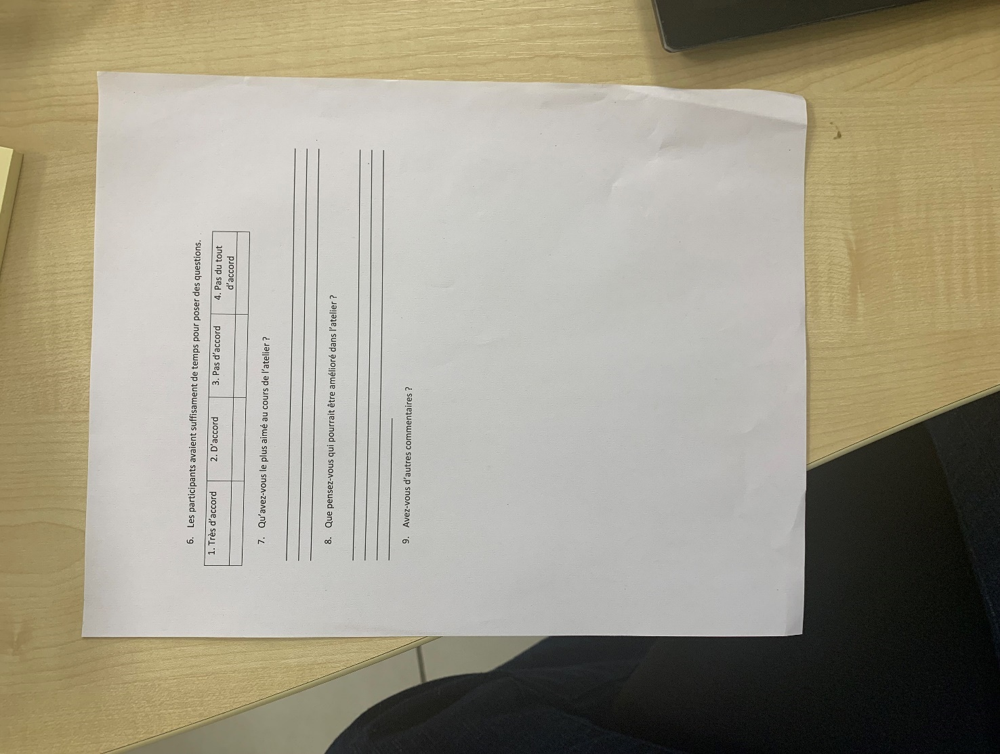 6. Les participants avaient suffisament de temps pour poser des questions.
1. Très d'accord 2. D'accord 3. Pas d'accord 4. Pas du tout
d'accord
7. Qu'avez-vous le plus aimé au cours de l'atelier ?
8. Que pensez-vous qui pourrait être amélioré dans l'atelier ?
9. Avez-vous d'autres commentaires ?